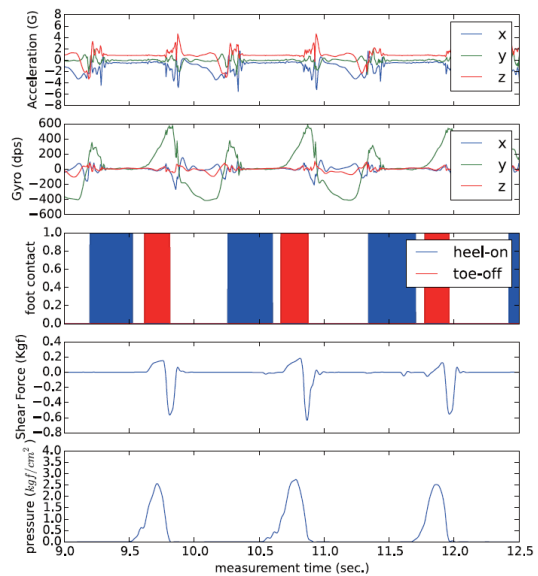 8
6
4
2
0
−2
−4
−6
−8
Acceleration (G)
x
y
z
600
400
200
0
−200
−400
−600
Gyro (dps)
x
y
z
1.0
0.8
0.6
0.4
0.2
0.0
foot contact
heel-on
toe-off
0.4
0.2
0.0
−0.2
−0.4
−0.6
−0.8
Shear Force (Kgf)
4.0
3.5
3.0
2.5
2.0
1.5
1.0
0.5
0.0
pressure (kgf/cm²)
9.0 9.5 10.0 10.5 11.0 11.5 12.0 12.5
measurement time (sec.)